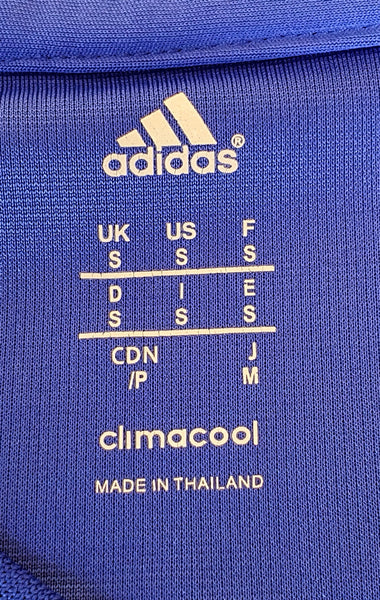 adidas®
UK US F
S S S
D I E
S S S
CDN J
/P M
climacool
MADE IN THAILAND